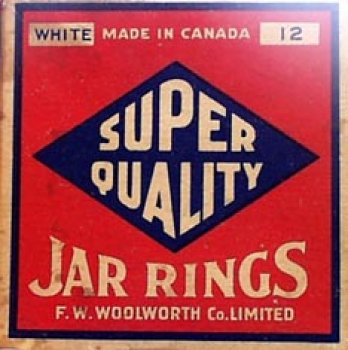 WHITE MADE IN CANADA 12
SUPER
QUALITY
JAR RINGS
F. W. WOOLWORTH Co. LIMITED